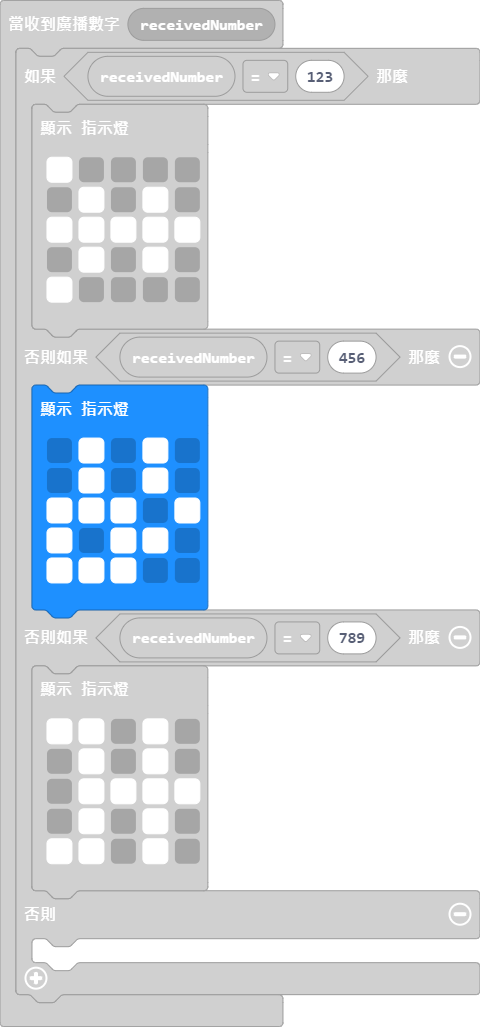 當收到廣播數字 receivedNumber
如果 receivedNumber = 123 那麼
顯示 指示燈
否則如果 receivedNumber = 456 那麼
顯示 指示燈
否則如果 receivedNumber = 789 那麼
顯示 指示燈
否則